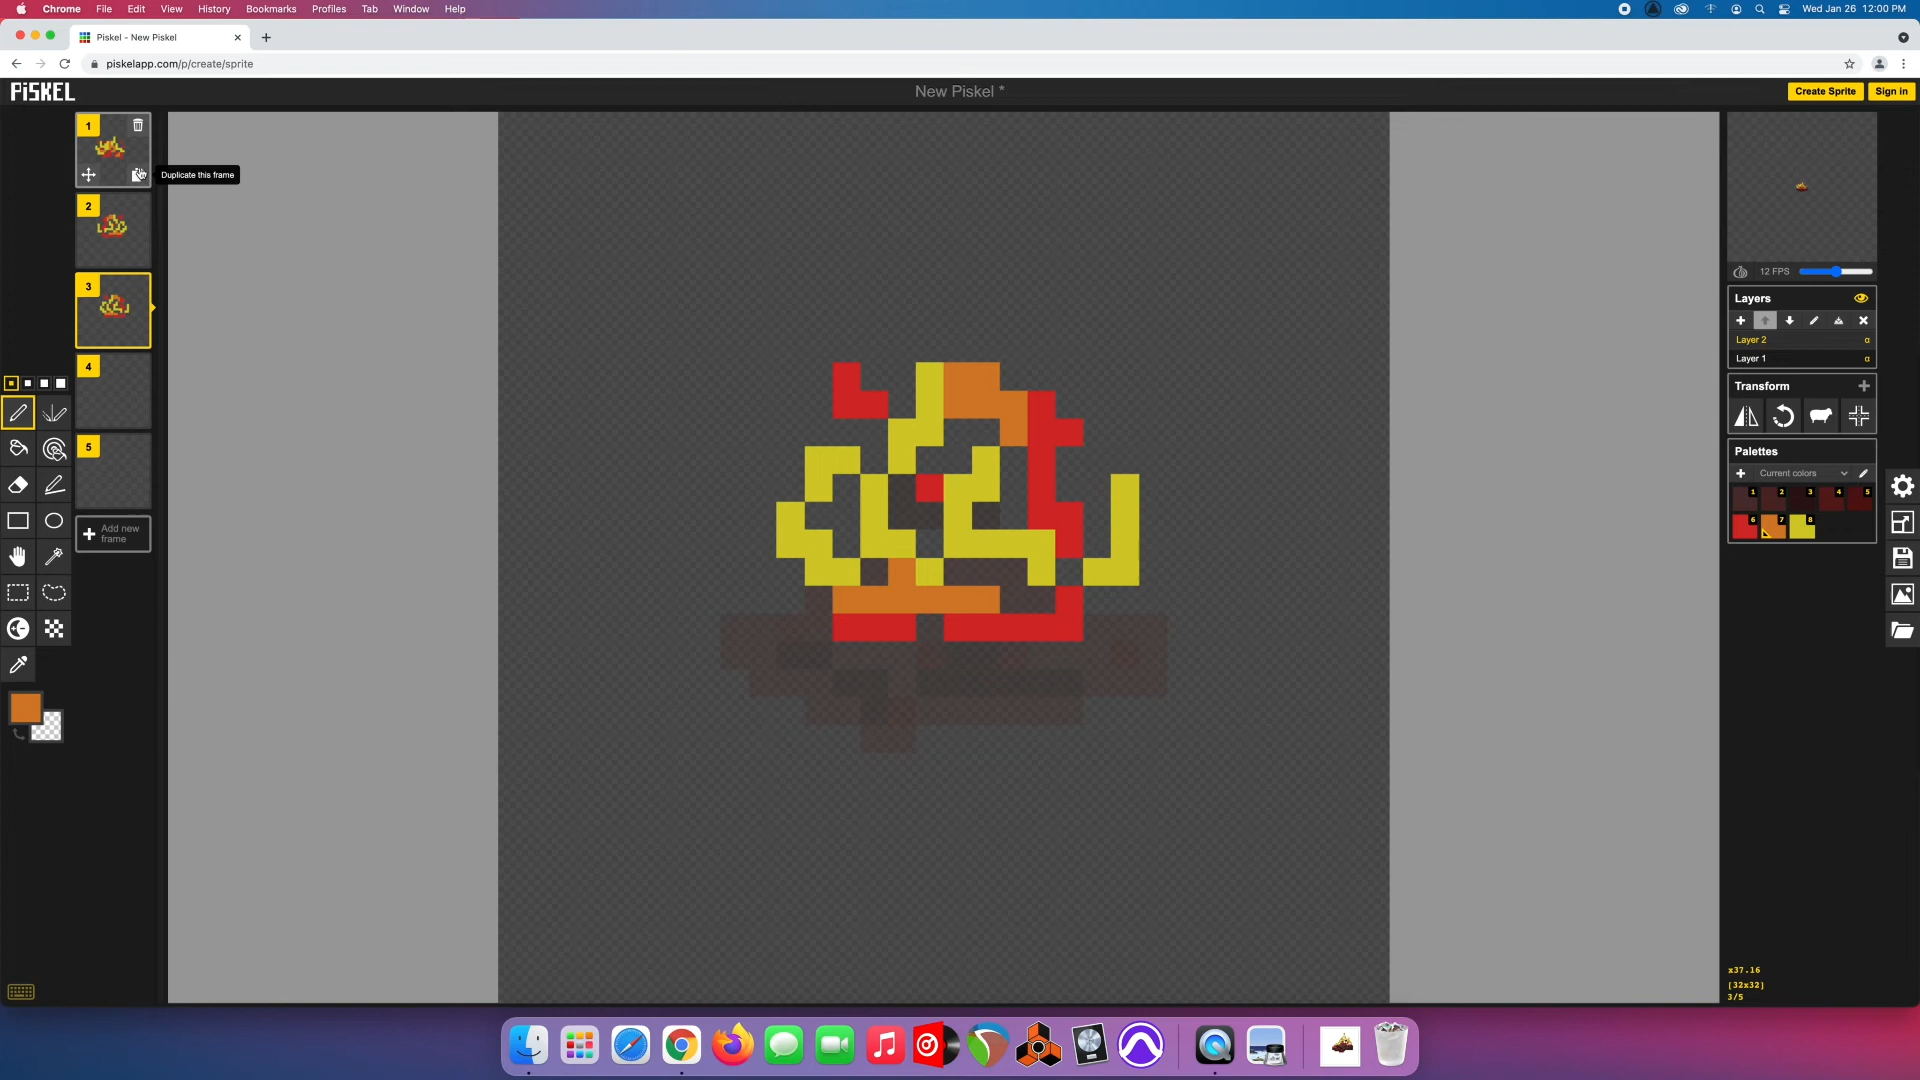 Chrome File Edit View History Bookmarks Profiles Tab Window Help Wed Jan 26 12:00 PM
Piskel - New Piskel
piskelapp.com/p/create/sprite
PiSKEL New Piskel * Create Sprite Sign in
1
Duplicate this frame
2
3
4
5
Add new
frame
12 FPS
Layers
Layer 2 α
Layer 1 α
Transform
Palettes
Current colors
1 2 3 4 5
6 7 8
x37.16
[32x32]
3/5